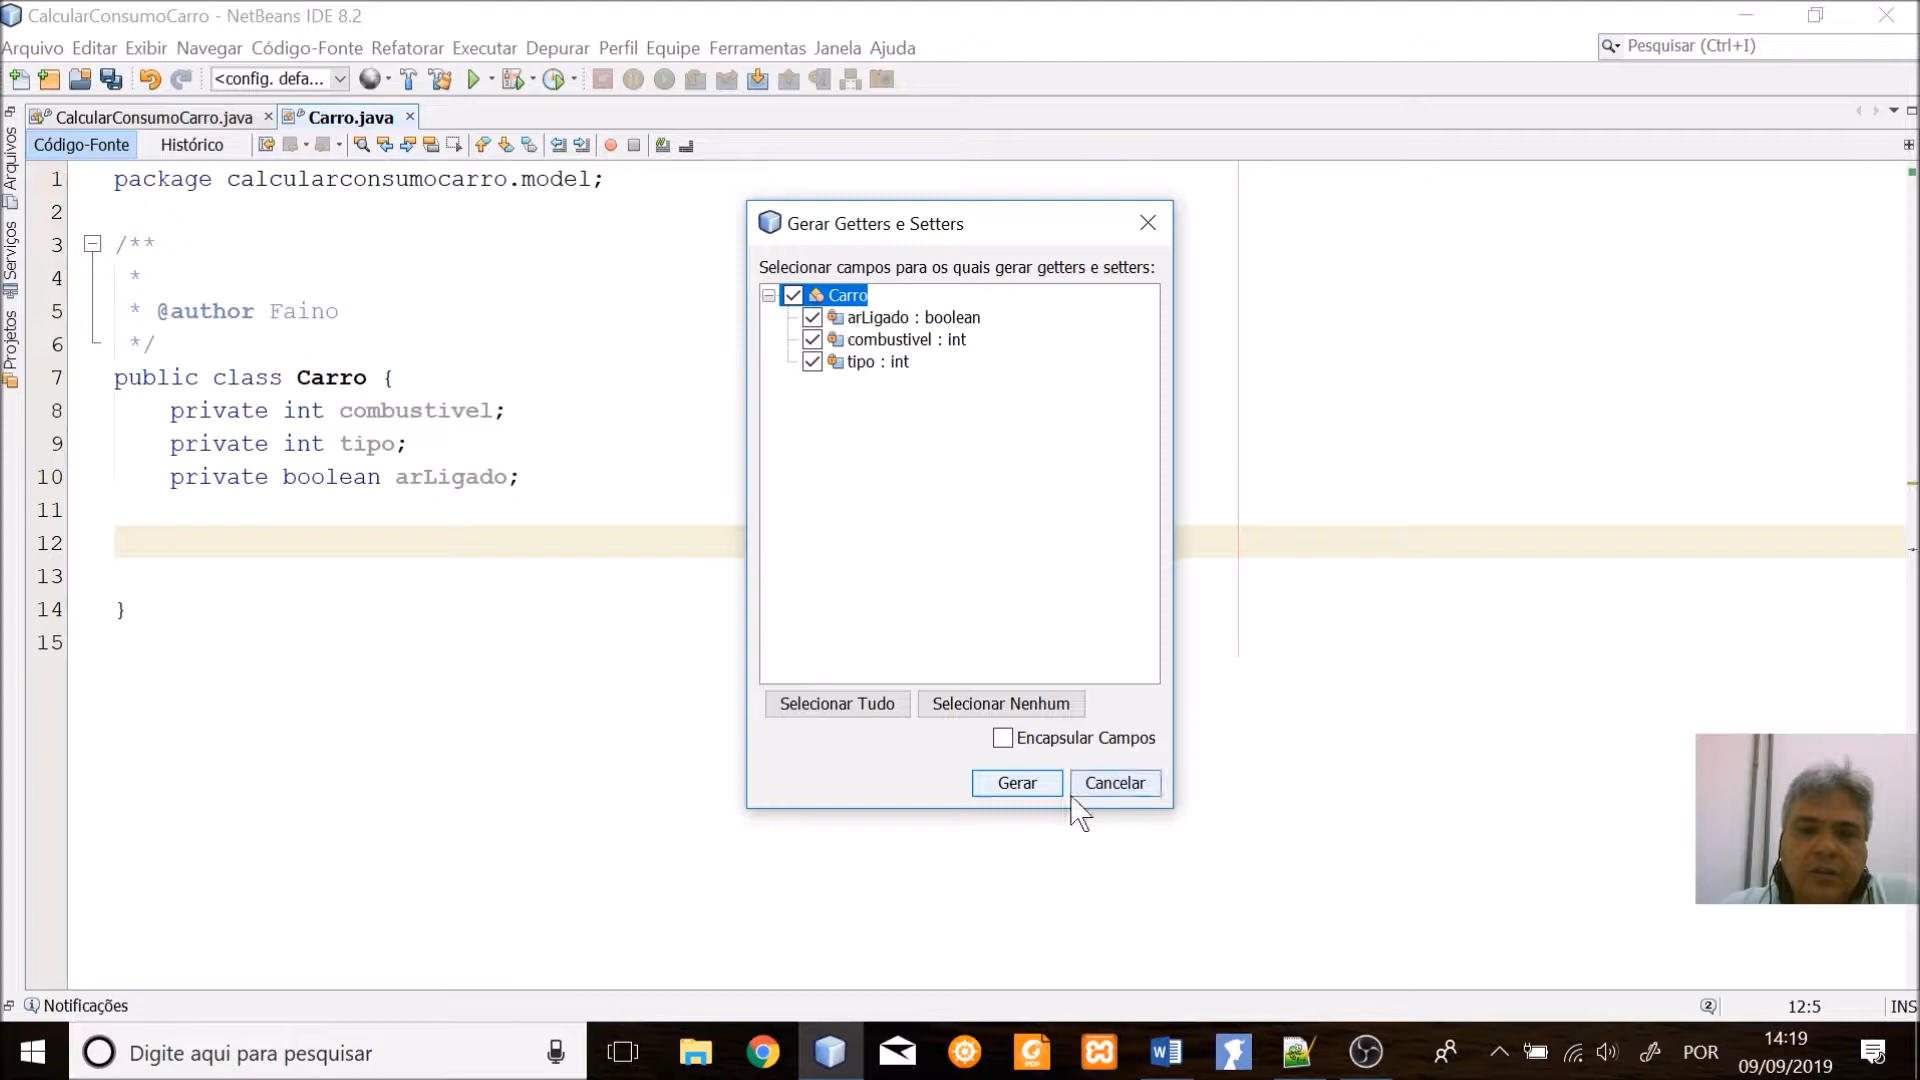 CalcularConsumoCarro - NetBeans IDE 8.2
Arquivo Editar Exibir Navegar Código-Fonte Refatorar Executar Depurar Perfil Equipe Ferramentas Janela Ajuda
Pesquisar (Ctrl+I)
<config. defa...
CalcularConsumoCarro.java
Carro.java
Código-Fonte Histórico
Arquivos
Serviços
Projetos
1 package calcularconsumocarro.model;
2
3 /**
4 *
5 * @author Faino
6 */
7 public class Carro {
8 private int combustivel;
9 private int tipo;
10 private boolean arLigado;
11
12
13
14 }
15
Gerar Getters e Setters
Selecionar campos para os quais gerar getters e setters:
Carro
arLigado : boolean
combustivel : int
tipo : int
Selecionar Tudo Selecionar Nenhum
Encapsular Campos
Gerar Cancelar
Notificações
2
12:5
INS
Digite aqui para pesquisar
PDF
POR
14:19
09/09/2019